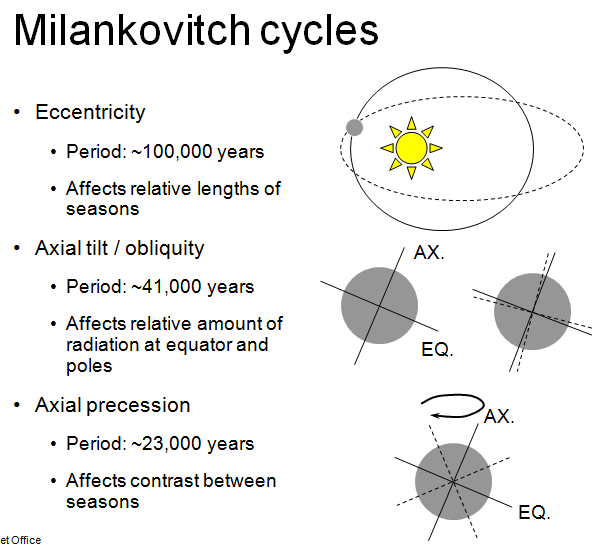 Milankovitch cycles
• Eccentricity
• Period: ~100,000 years
• Affects relative lengths of
seasons
• Axial tilt / obliquity
AX.
• Period: ~41,000 years
• Affects relative amount of
radiation at equator and
poles
EQ.
• Axial precession
AX.
• Period: ~23,000 years
• Affects contrast between
seasons
EQ.
et Office